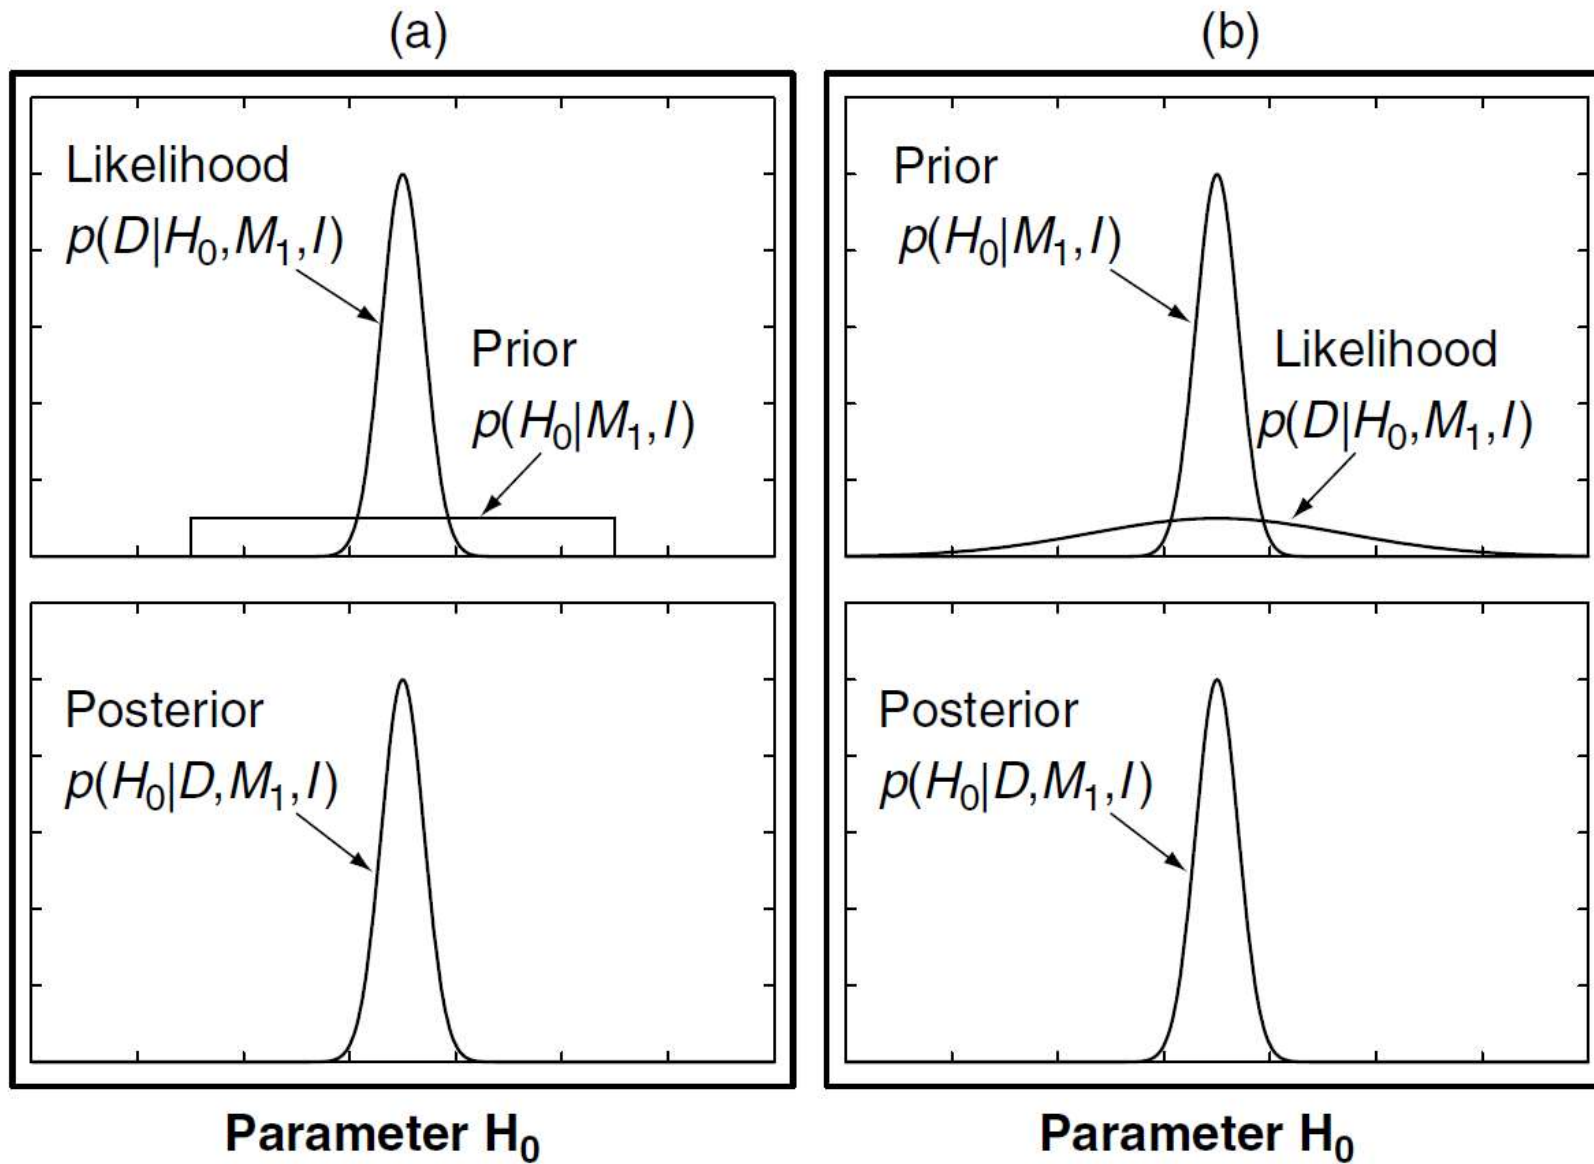 (a)
Likelihood
p(D|H₀,M₁,I)
Prior
p(H₀|M₁,I)
Posterior
p(H₀|D,M₁,I)
Parameter H₀
(b)
Prior
p(H₀|M₁,I)
Likelihood
p(D|H₀,M₁,I)
Posterior
p(H₀|D,M₁,I)
Parameter H₀